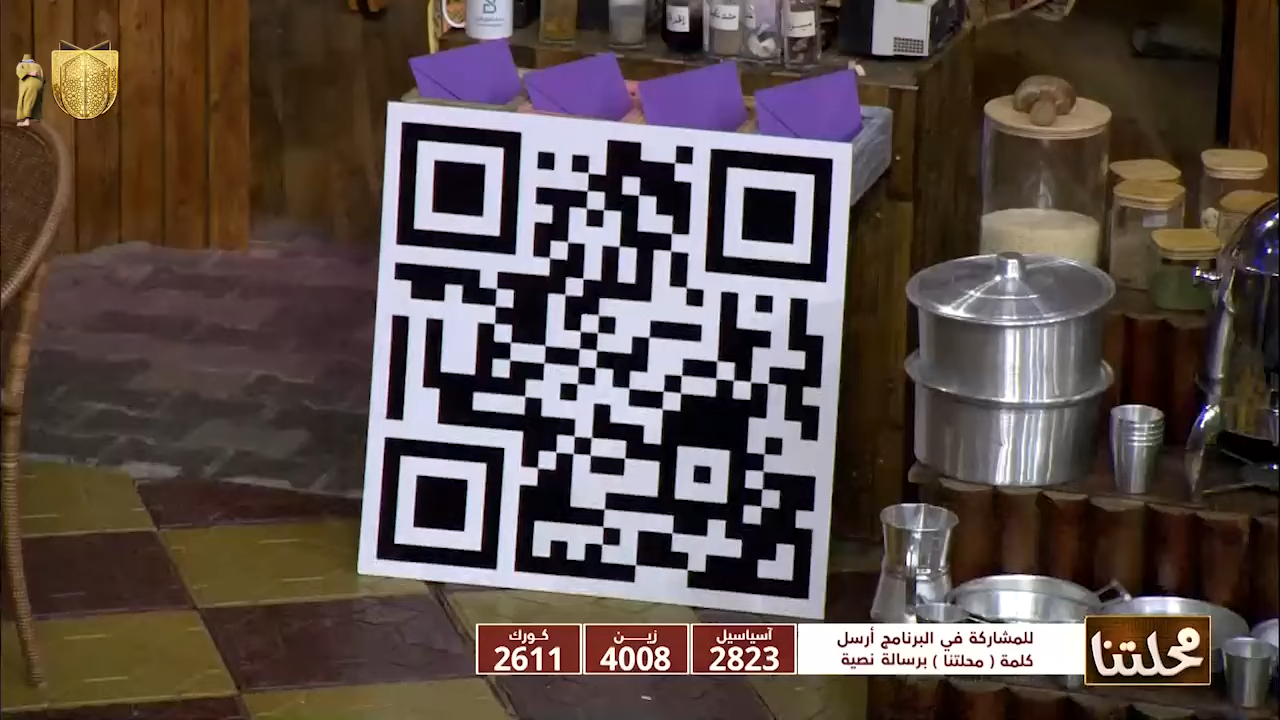 للمشاركة في البرنامج أرسل
كلمة ( محلتنا ) برسالة نصية
آسياسيل
2823
زين
4008
كورك
2611
محلتنا